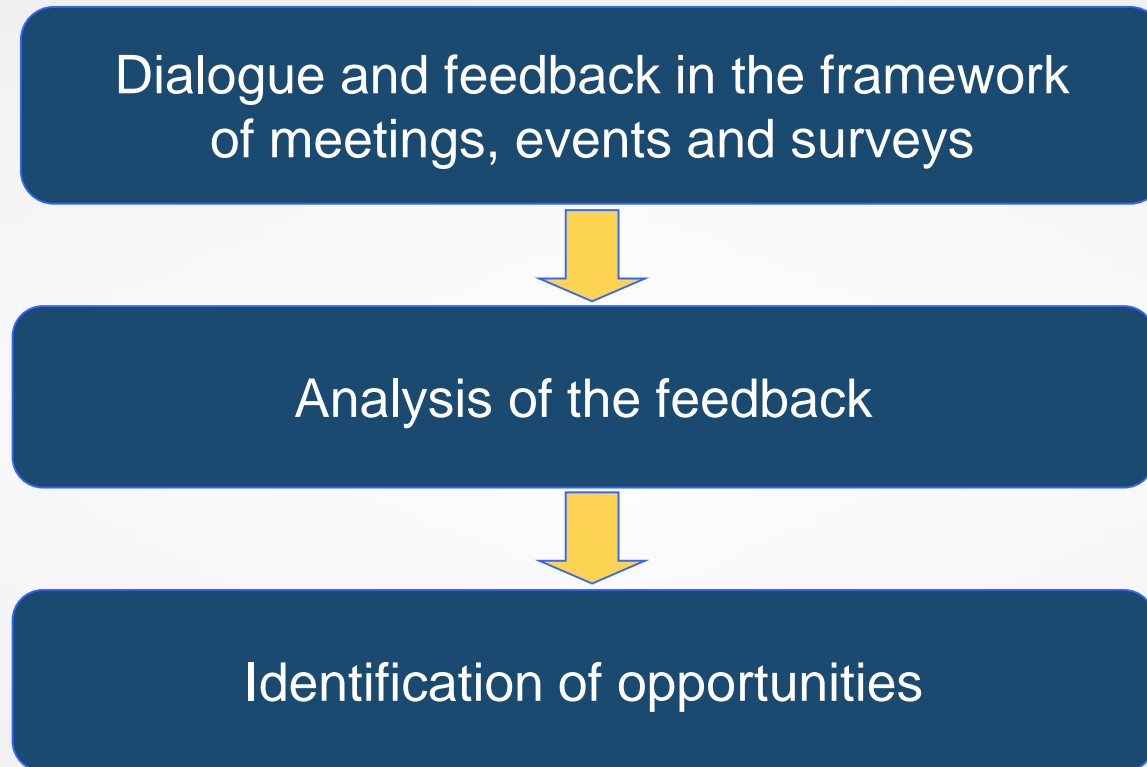 Dialogue and feedback in the framework
of meetings, events and surveys
Analysis of the feedback
Identification of opportunities